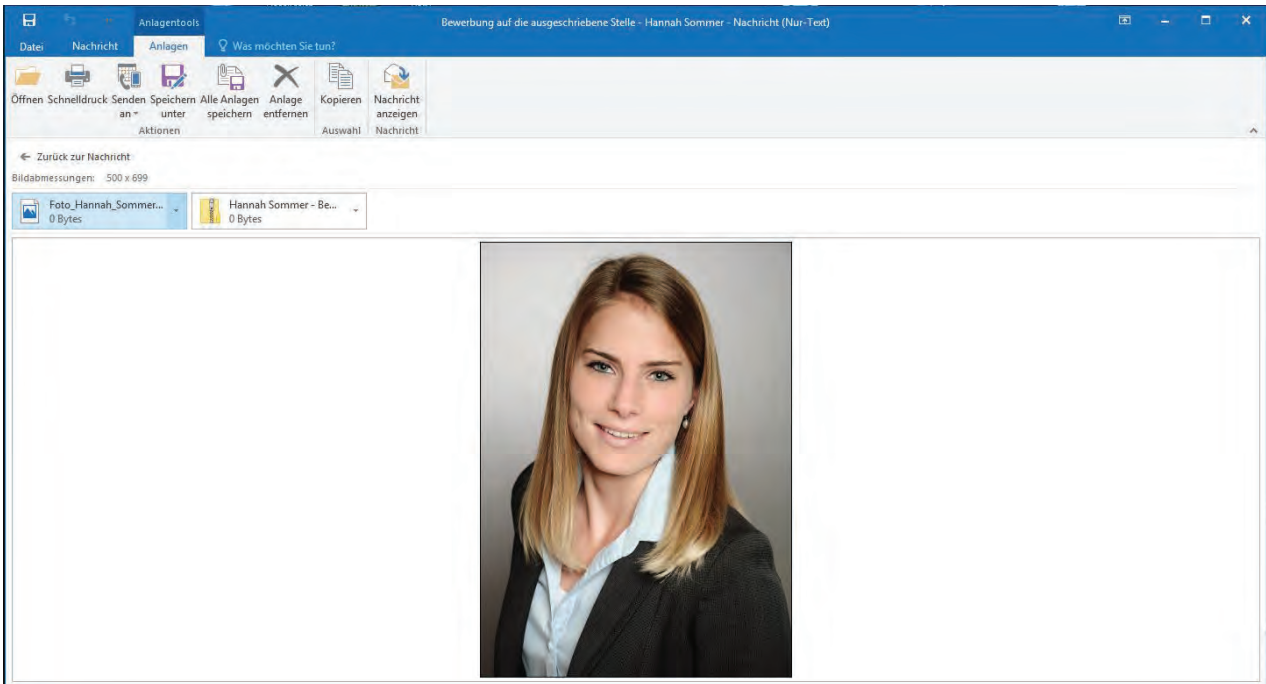 Anlagentools
Bewerbung auf die ausgeschriebene Stelle - Hannah Sommer - Nachricht (Nur-Text)
Datei Nachricht Anlagen Was möchten Sie tun?
Öffnen Schnelldruck Senden an Speichern unter Alle Anlagen speichern Anlage entfernen Kopieren Nachricht anzeigen
Aktionen Auswahl Nachricht
Zurück zur Nachricht
Bildabmessungen: 500 x 699
Foto_Hannah_Sommer...
0 Bytes
Hannah Sommer - Be...
0 Bytes